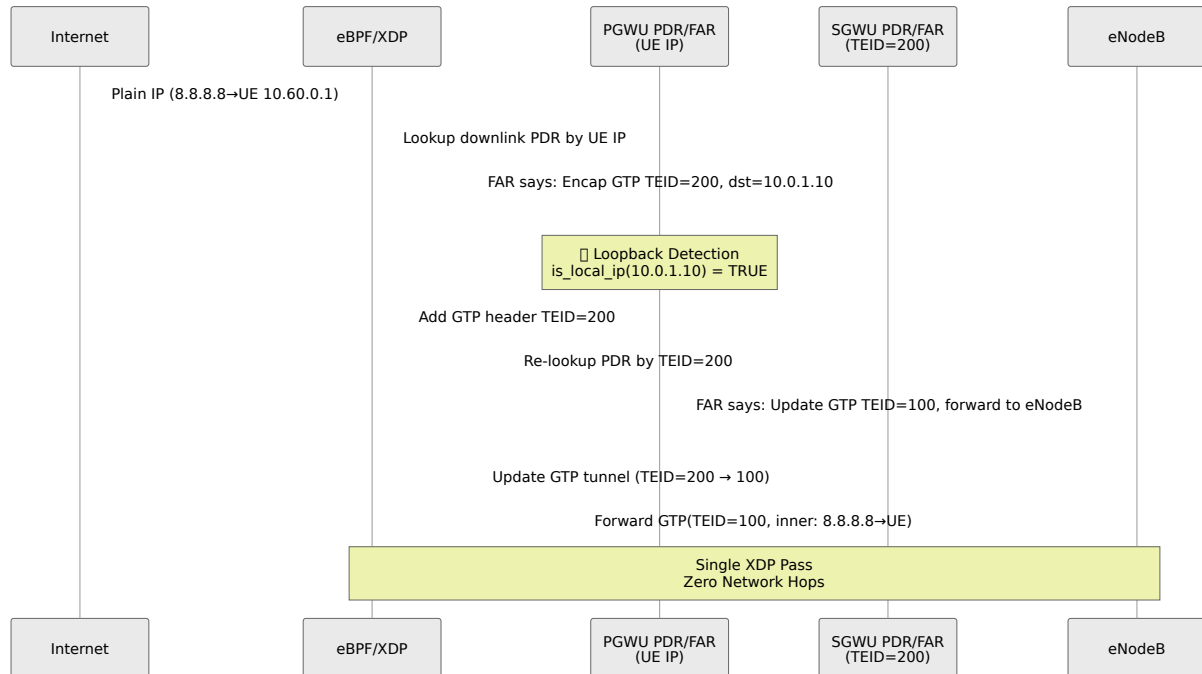 Internet
eBPF/XDP
PGWU PDR/FAR
(UE IP)
SGWU PDR/FAR
(TEID=200)
eNodeB
Plain IP (8.8.8.8→UE 10.60.0.1)
Lookup downlink PDR by UE IP
FAR says: Encap GTP TEID=200, dst=10.0.1.10
Loopback Detection
is_local_ip(10.0.1.10) = TRUE
Add GTP header TEID=200
Re-lookup PDR by TEID=200
FAR says: Update GTP TEID=100, forward to eNodeB
Update GTP tunnel (TEID=200 → 100)
Forward GTP(TEID=100, inner: 8.8.8.8→UE)
Single XDP Pass
Zero Network Hops
Internet
eBPF/XDP
PGWU PDR/FAR
(UE IP)
SGWU PDR/FAR
(TEID=200)
eNodeB